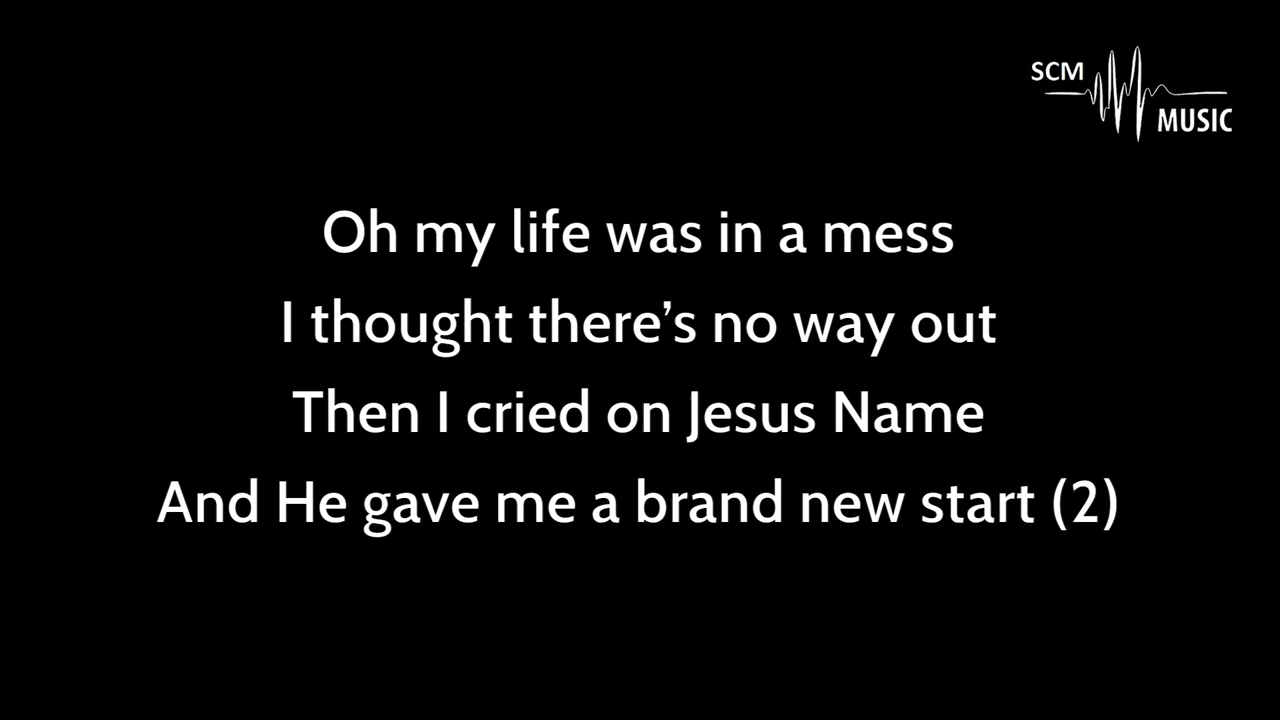 SCM
MUSIC
Oh my life was in a mess
I thought there’s no way out
Then I cried on Jesus Name
And He gave me a brand new start (2)